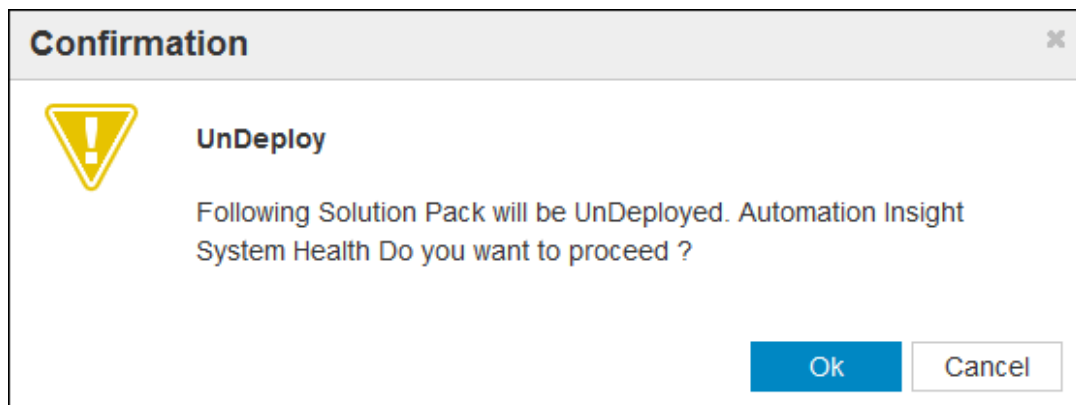 Confirmation
UnDeploy
Following Solution Pack will be UnDeployed. Automation Insight
System Health Do you want to proceed ?
Ok
Cancel